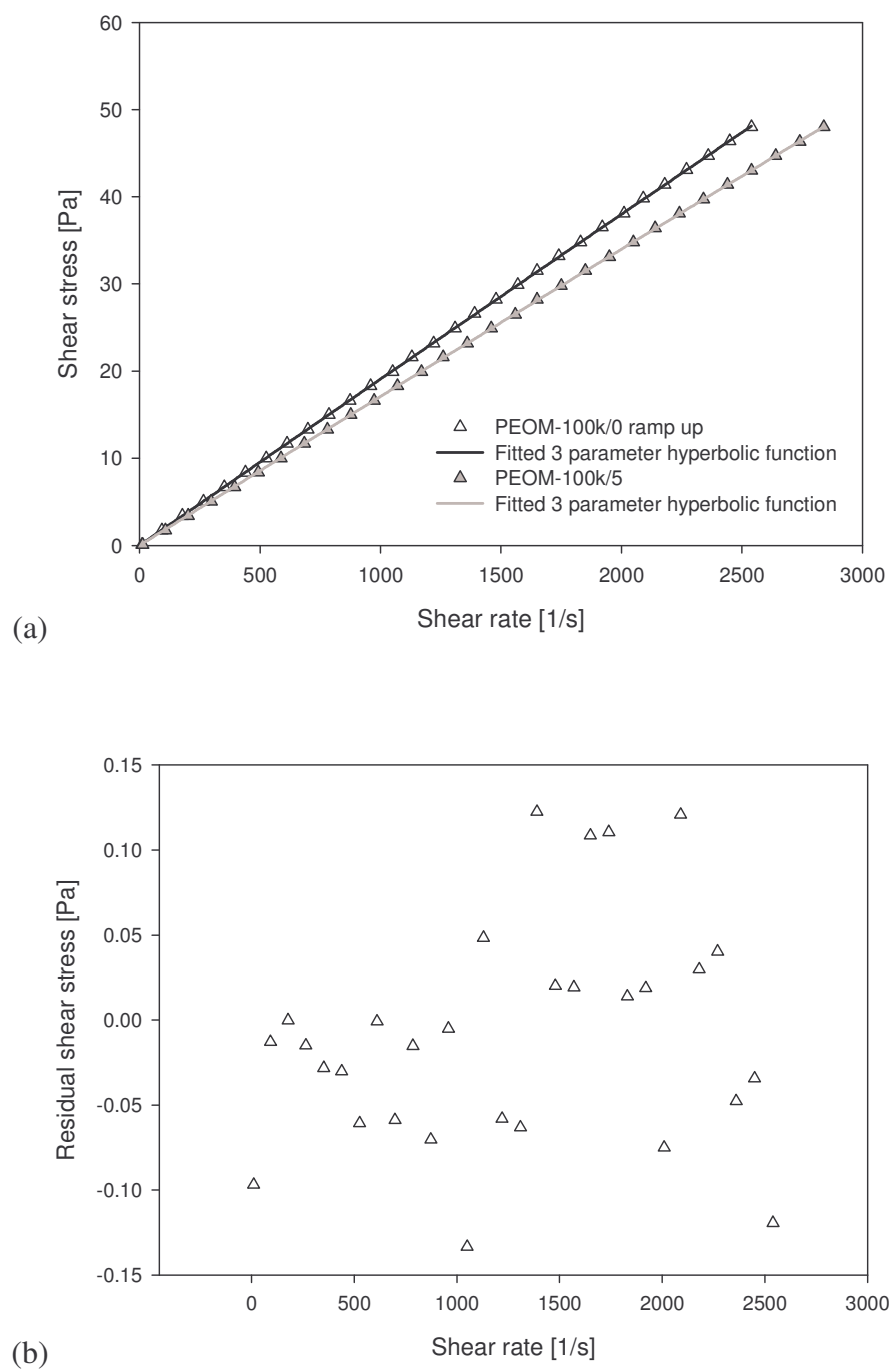 60
50
40
30
20
10
0
Shear stress [Pa]
PEOM-100k/0 ramp up
Fitted 3 parameter hyperbolic function
PEOM-100k/5
Fitted 3 parameter hyperbolic function
0 500 1000 1500 2000 2500 3000
Shear rate [1/s]
(a)
0.15
0.10
0.05
0.00
-0.05
-0.10
-0.15
Residual shear stress [Pa]
0 500 1000 1500 2000 2500 3000
Shear rate [1/s]
(b)